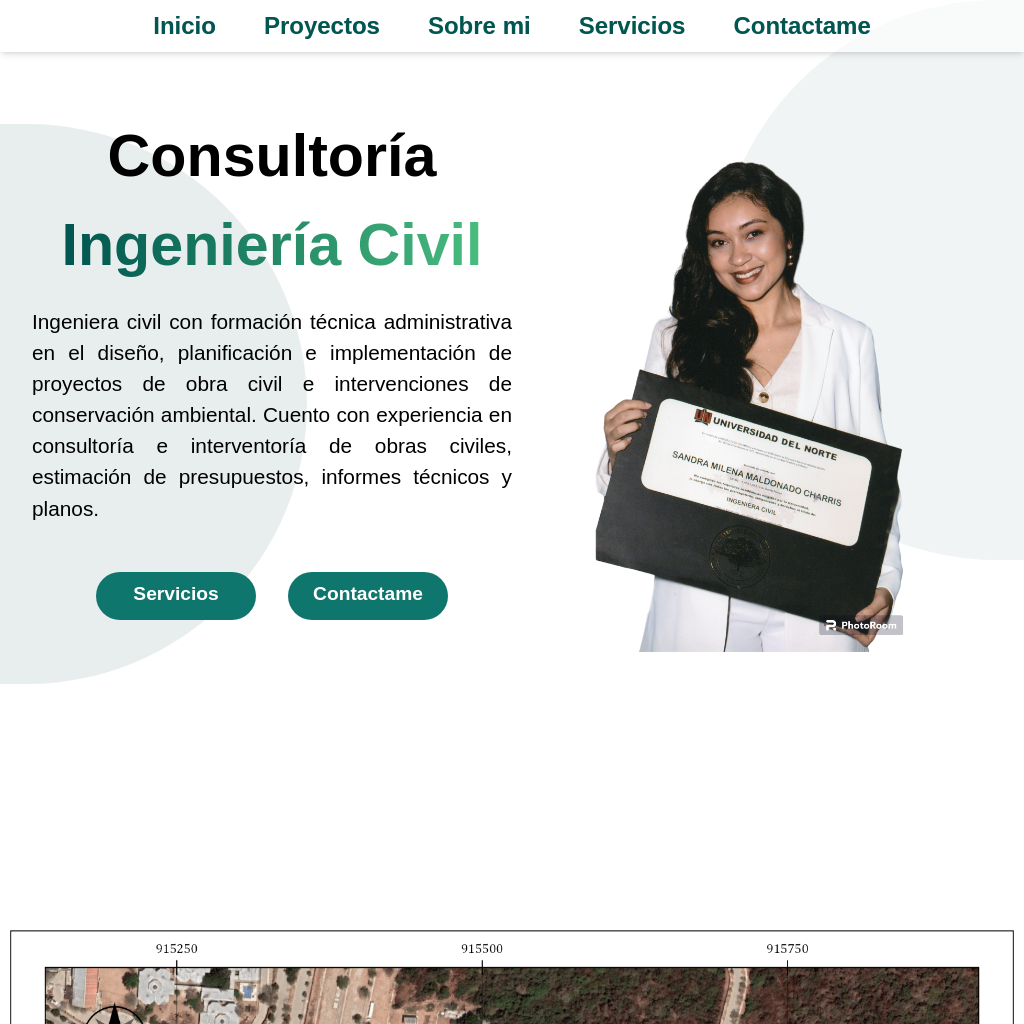 Inicio Proyectos Sobre mi Servicios Contactame
Consultoría
Ingeniería Civil
Ingeniera civil con formación técnica administrativa
en el diseño, planificación e implementación de
proyectos de obra civil e intervenciones de
conservación ambiental. Cuento con experiencia en
consultoría e interventoría de obras civiles,
estimación de presupuestos, informes técnicos y
planos.
Servicios Contactame
UNIVERSIDAD DEL NORTE
SANDRA MILENA MALDONADO CHARRIS
INGENIERA CIVIL
PhotoRoom
915250 915500 915750